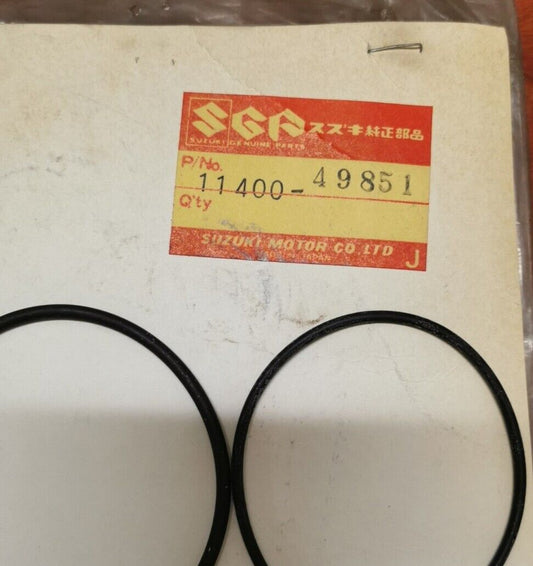 SGP スズキ純正部品
SUZUKI GENUINE PARTS
P/No. 11400-49851
Q'ty
SUZUKI MOTOR CO LTD
JAPAN
J